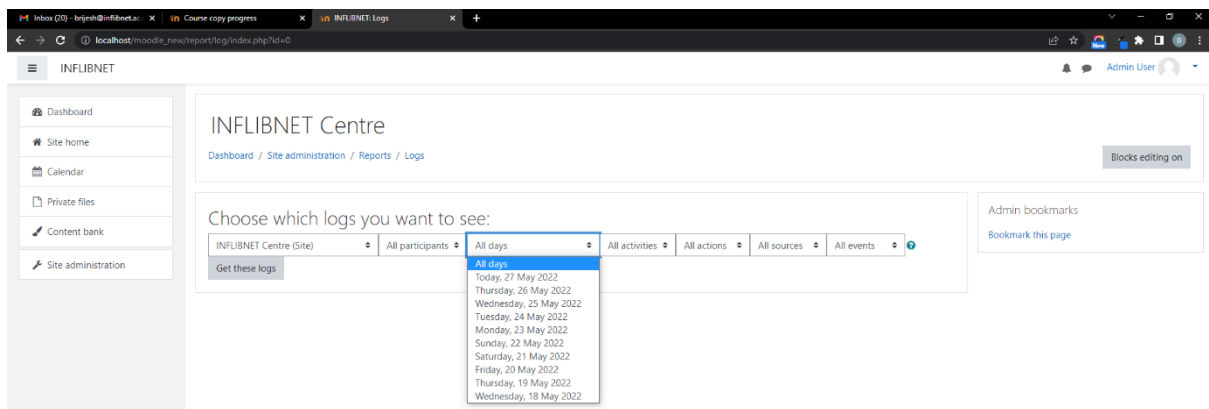 Inbox (20) - brijesh@inflibnet.ac.
Course copy progress
INFLIBNET: Logs
localhost/moodle_new/report/log/index.php?id=0
New
B
INFLIBNET
Admin User
Dashboard
Site home
Calendar
Private files
Content bank
Site administration
INFLIBNET Centre
Dashboard / Site administration / Reports / Logs
Blocks editing on
Choose which logs you want to see:
INFLIBNET Centre (Site) All participants All days All activities All actions All sources All events
Get these logs
All days
Today, 27 May 2022
Thursday, 26 May 2022
Wednesday, 25 May 2022
Tuesday, 24 May 2022
Monday, 23 May 2022
Sunday, 22 May 2022
Saturday, 21 May 2022
Friday, 20 May 2022
Thursday, 19 May 2022
Wednesday, 18 May 2022
Admin bookmarks
Bookmark this page